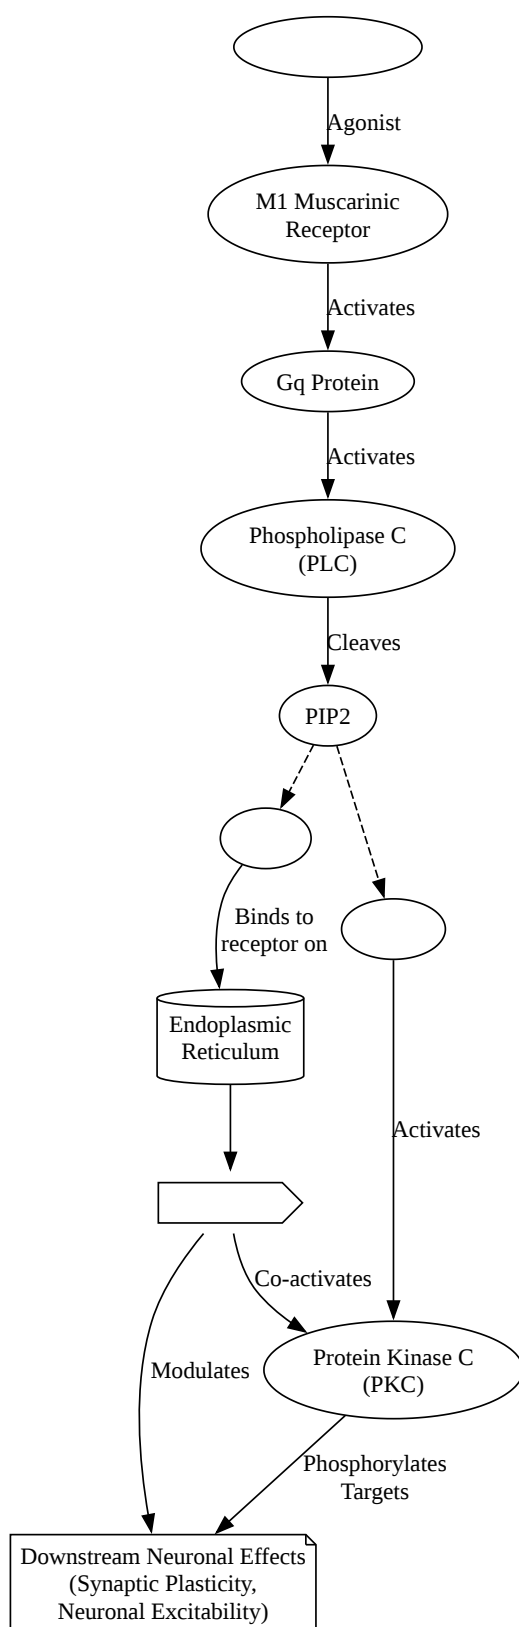 Agonist
M1 Muscarinic
Receptor
Activates
Gq Protein
Activates
Phospholipase C
(PLC)
Cleaves
PIP2
Binds to
receptor on
Endoplasmic
Reticulum
Activates
Co-activates
Protein Kinase C
(PKC)
Modulates
Phosphorylates
Targets
Downstream Neuronal Effects
(Synaptic Plasticity,
Neuronal Excitability)